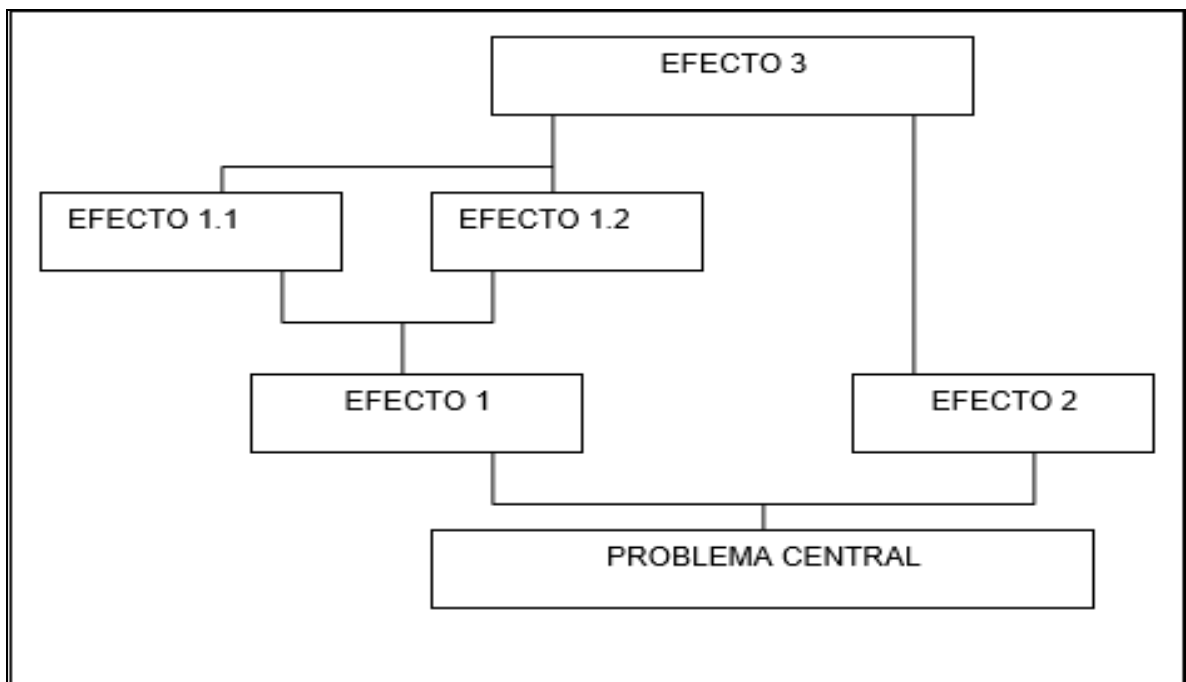 EFECTO 3
EFECTO 1.1
EFECTO 1.2
EFECTO 1
EFECTO 2
PROBLEMA CENTRAL